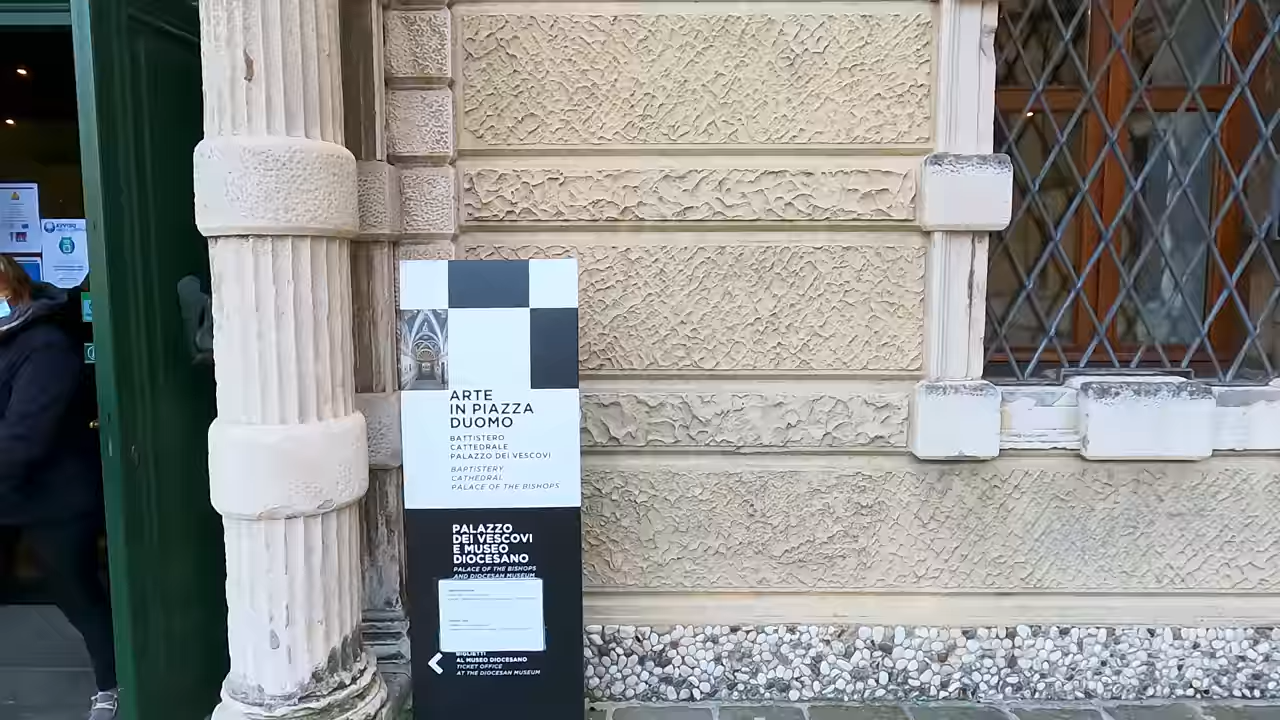 AVVISO
ARTE
IN PIAZZA
DUOMO
BATTISTERO
CATTEDRALE
PALAZZO DEI VESCOVI
BAPTISTERY
CATHEDRAL
PALACE OF THE BISHOPS
PALAZZO
DEI VESCOVI
E MUSEO
DIOCESANO
PALACE OF THE BISHOPS
AND DIOCESAN MUSEUM
BIGLIETTI
AL MUSEO DIOCESANO
TICKET OFFICE
AT THE DIOCESAN MUSEUM